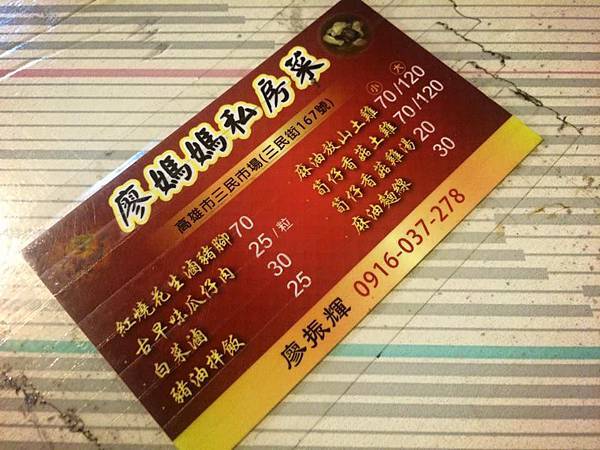 廖媽媽私房菜
高雄市三民市場(三民街167號)
紅燒花生滷豬腳 70
古早味瓜仔肉 25/粒
白菜滷 30
豬油拌飯 25
小 大
麻油放山土雞 70/120
筍仔香菇土雞 70/120
筍仔香菇雞湯 20
麻油麵線 30
廖振輝 0916-037-278